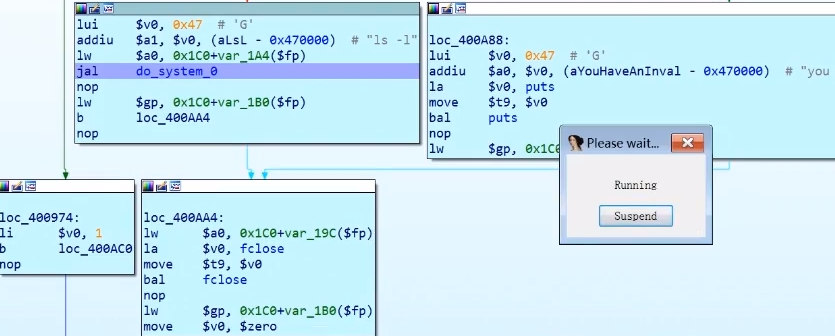 lui $v0, 0x47 # 'G'
addiu $a1, $v0, (aLsL - 0x470000) # "ls -l"
lw $a0, 0x1C0+var_1A4($fp)
jal do_system_0
nop
lw $gp, 0x1C0+var_1B0($fp)
b loc_400AA4
nop
loc_400A88:
lui $v0, 0x47 # 'G'
addiu $a0, $v0, (aYouHaveAnInval - 0x470000) # "you
la $v0, puts
move $t9, $v0
bal puts
nop
lw $gp, 0x1C0
Please wait...
Running
Suspend
loc_400974:
li $v0, 1
b loc_400AC0
nop
loc_400AA4:
lw $a0, 0x1C0+var_19C($fp)
la $v0, fclose
move $t9, $v0
bal fclose
nop
lw $gp, 0x1C0+var_1B0($fp)
move $v0, $zero